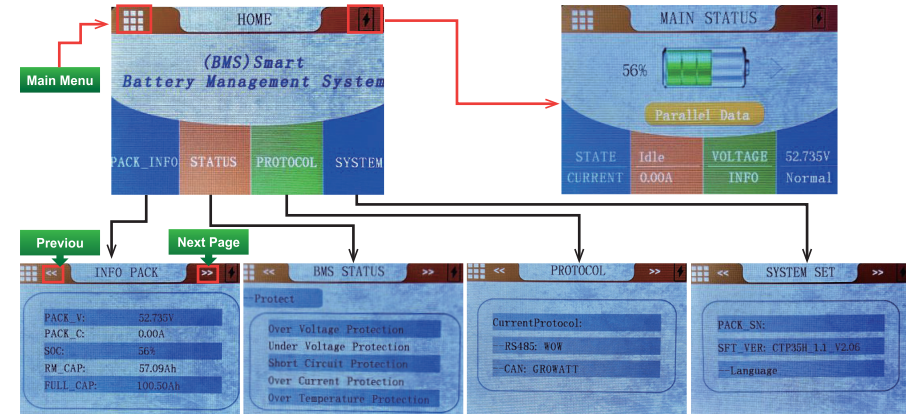 HOME
(BMS)Smart
Battery Management System
PACK_INFO
STATUS
PROTOCOL
SYSTEM
Main Menu
MAIN STATUS
56%
Parallel Data
STATE
Idle
VOLTAGE
52.735V
CURRENT
0.00A
INFO
Normal
Previou
Next Page
<<
INFO PACK
>>
PACK_V:
52.735V
PACK_C:
0.00A
SOC:
56%
RM_CAP:
57.09Ah
FULL_CAP:
100.50Ah
<<
BMS STATUS
>>
--Protect
Over Voltage Protection
Under Voltage Protection
Short Circuit Protection
Over Current Protection
Over Temperature Protection
<<
PROTOCOL
>>
CurrentProtocol:
--RS485: WOW
--CAN: GROWATT
<<
SYSTEM SET
>>
PACK_SN:
SFT_VER: CTP35H_1.1_V2.06
--Language